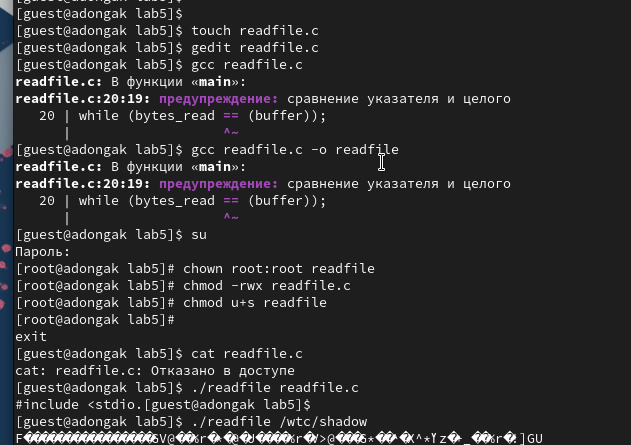 [guest@adongak lab5]$
[guest@adongak lab5]$ touch readfile.c
[guest@adongak lab5]$ gedit readfile.c
[guest@adongak lab5]$ gcc readfile.c
readfile.c: В функции «main»:
readfile.c:20:19: предупреждение: сравнение указателя и целого
20 | while (bytes_read == (buffer));
| ^~
[guest@adongak lab5]$ gcc readfile.c -o readfile
readfile.c: В функции «main»:
readfile.c:20:19: предупреждение: сравнение указателя и целого
20 | while (bytes_read == (buffer));
| ^~
[guest@adongak lab5]$ su
Пароль:
[root@adongak lab5]# chown root:root readfile
[root@adongak lab5]# chmod -rwx readfile.c
[root@adongak lab5]# chmod u+s readfile
[root@adongak lab5]#
exit
[guest@adongak lab5]$ cat readfile.c
cat: readfile.c: Отказано в доступе
[guest@adongak lab5]$ ./readfile readfile.c
#include <stdio.[guest@adongak lab5]$
[guest@adongak lab5]$ ./readfile /wtc/shadow